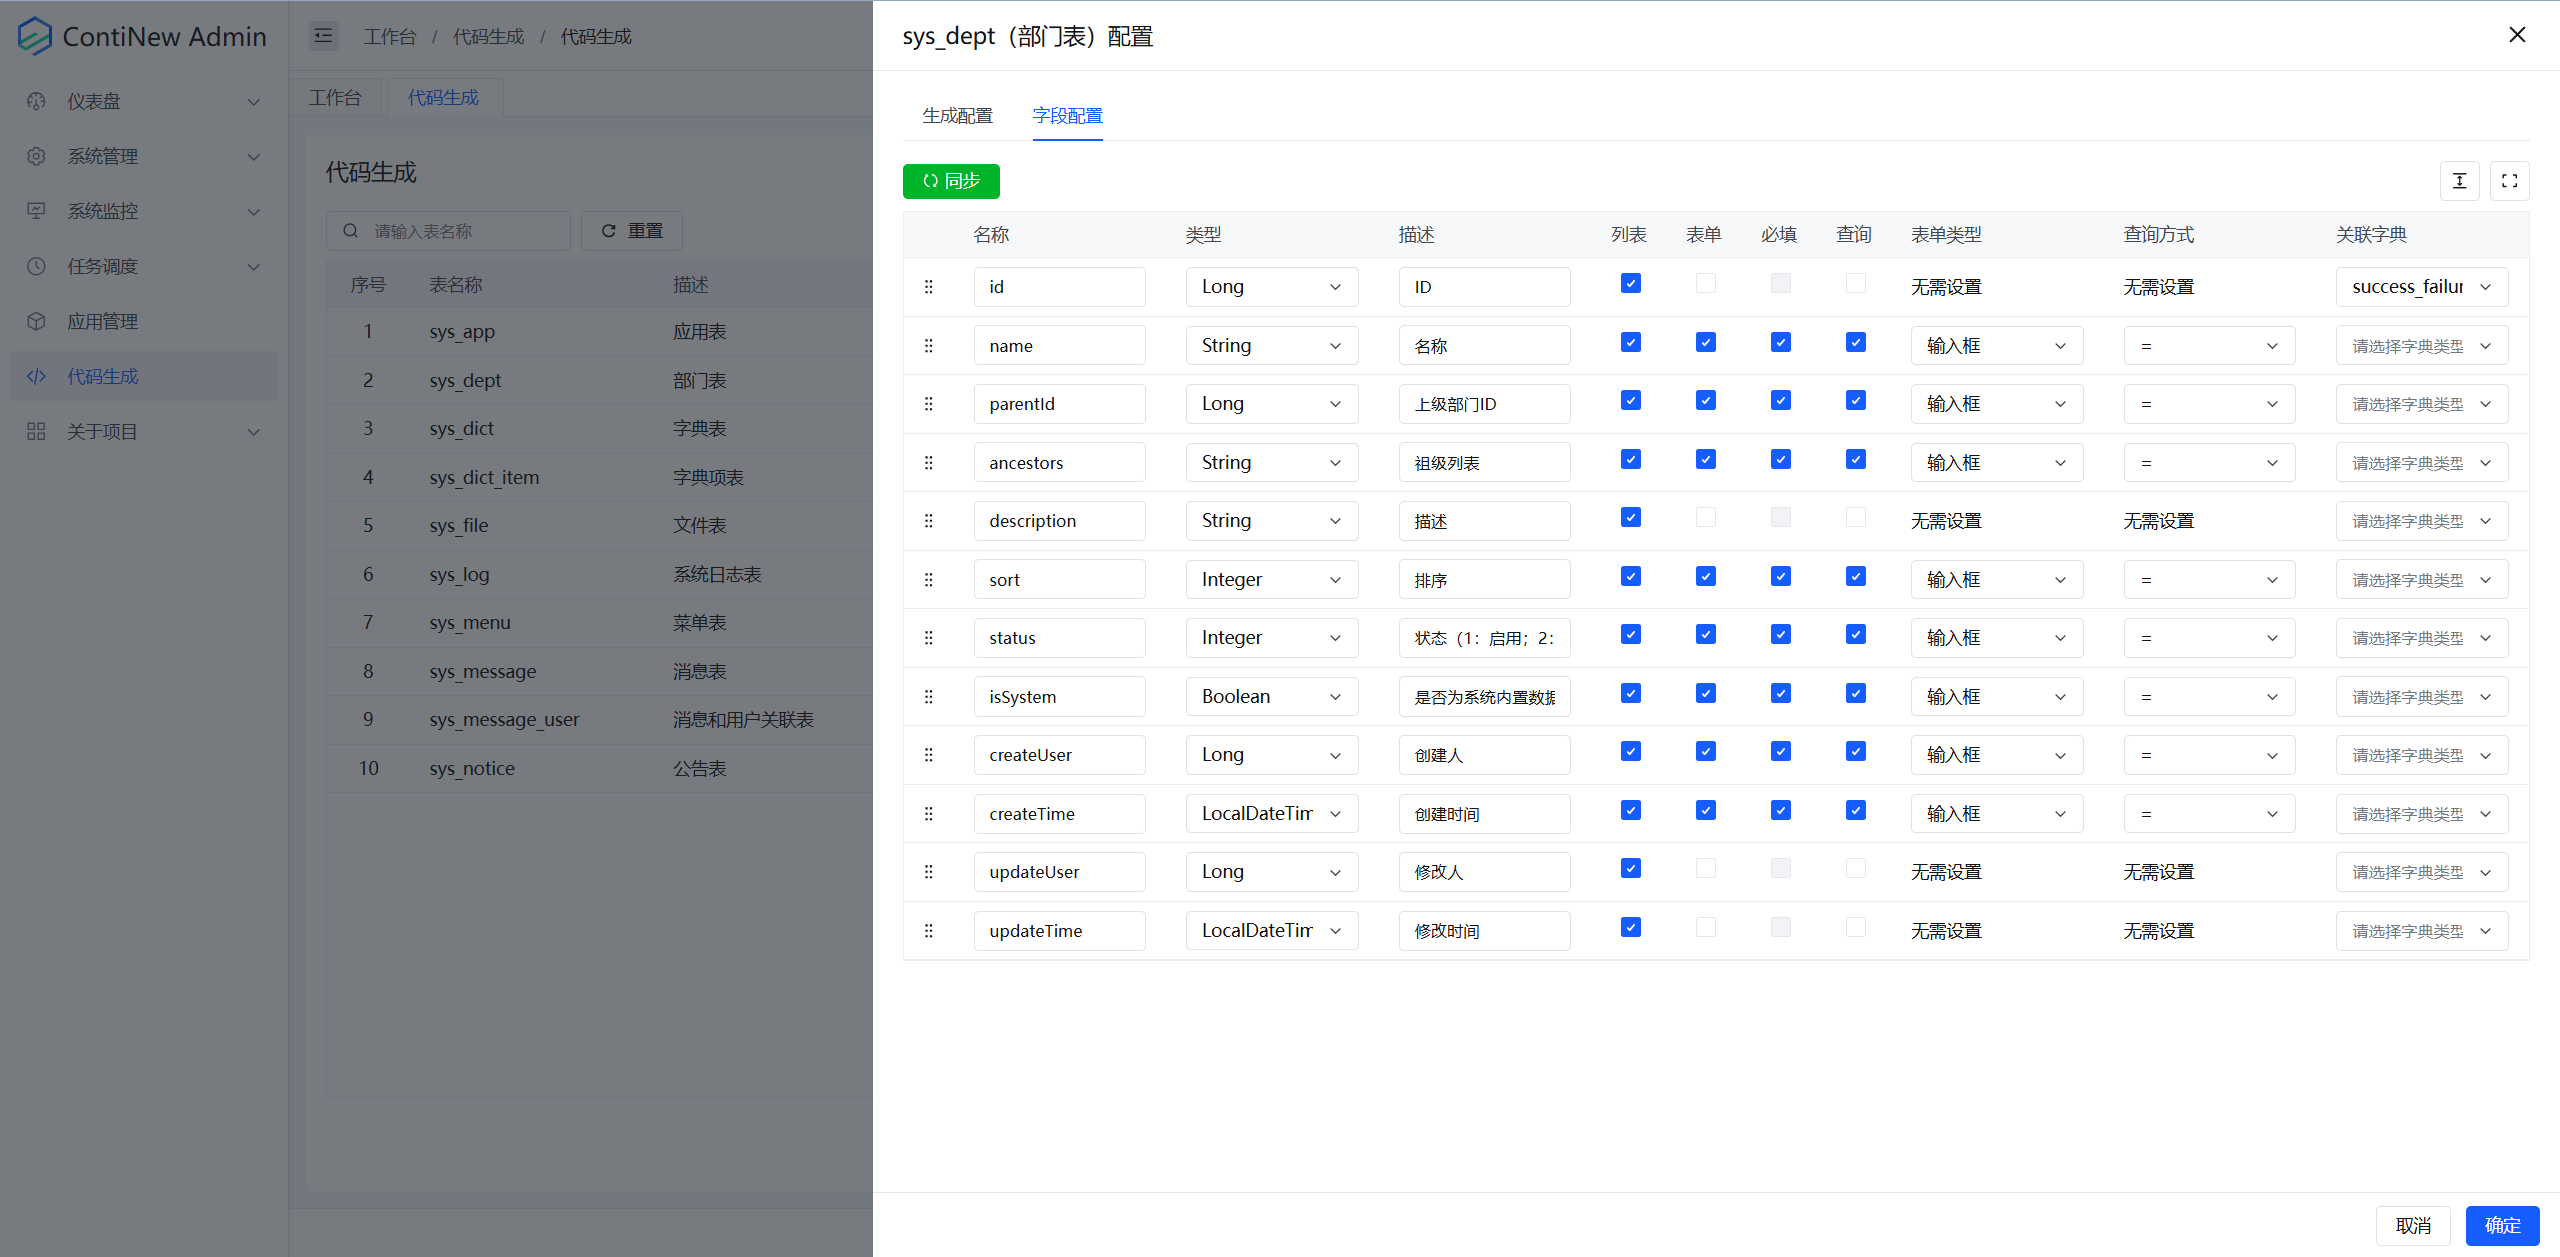 ContiNew Admin
仪表盘
系统管理
系统监控
任务调度
应用管理
代码生成
关于项目
工作台 / 代码生成 / 代码生成
工作台 代码生成
代码生成
请输入表名称 重置
序号 表名称 描述
1 sys_app 应用表
2 sys_dept 部门表
3 sys_dict 字典表
4 sys_dict_item 字典项表
5 sys_file 文件表
6 sys_log 系统日志表
7 sys_menu 菜单表
8 sys_message 消息表
9 sys_message_user 消息和用户关联表
10 sys_notice 公告表
sys_dept（部门表）配置
生成配置 字段配置
同步
名称 类型 描述 列表 表单 必填 查询 表单类型 查询方式 关联字典
id Long ID 无需设置 无需设置 success_failur
name String 名称 输入框 = 请选择字典类型
parentId Long 上级部门ID 输入框 = 请选择字典类型
ancestors String 祖级列表 输入框 = 请选择字典类型
description String 描述 无需设置 无需设置 请选择字典类型
sort Integer 排序 输入框 = 请选择字典类型
status Integer 状态（1：启用；2： 输入框 = 请选择字典类型
isSystem Boolean 是否为系统内置数据 输入框 = 请选择字典类型
createUser Long 创建人 输入框 = 请选择字典类型
createTime LocalDateTim 创建时间 输入框 = 请选择字典类型
updateUser Long 修改人 无需设置 无需设置 请选择字典类型
updateTime LocalDateTim 修改时间 无需设置 无需设置 请选择字典类型
取消 确定